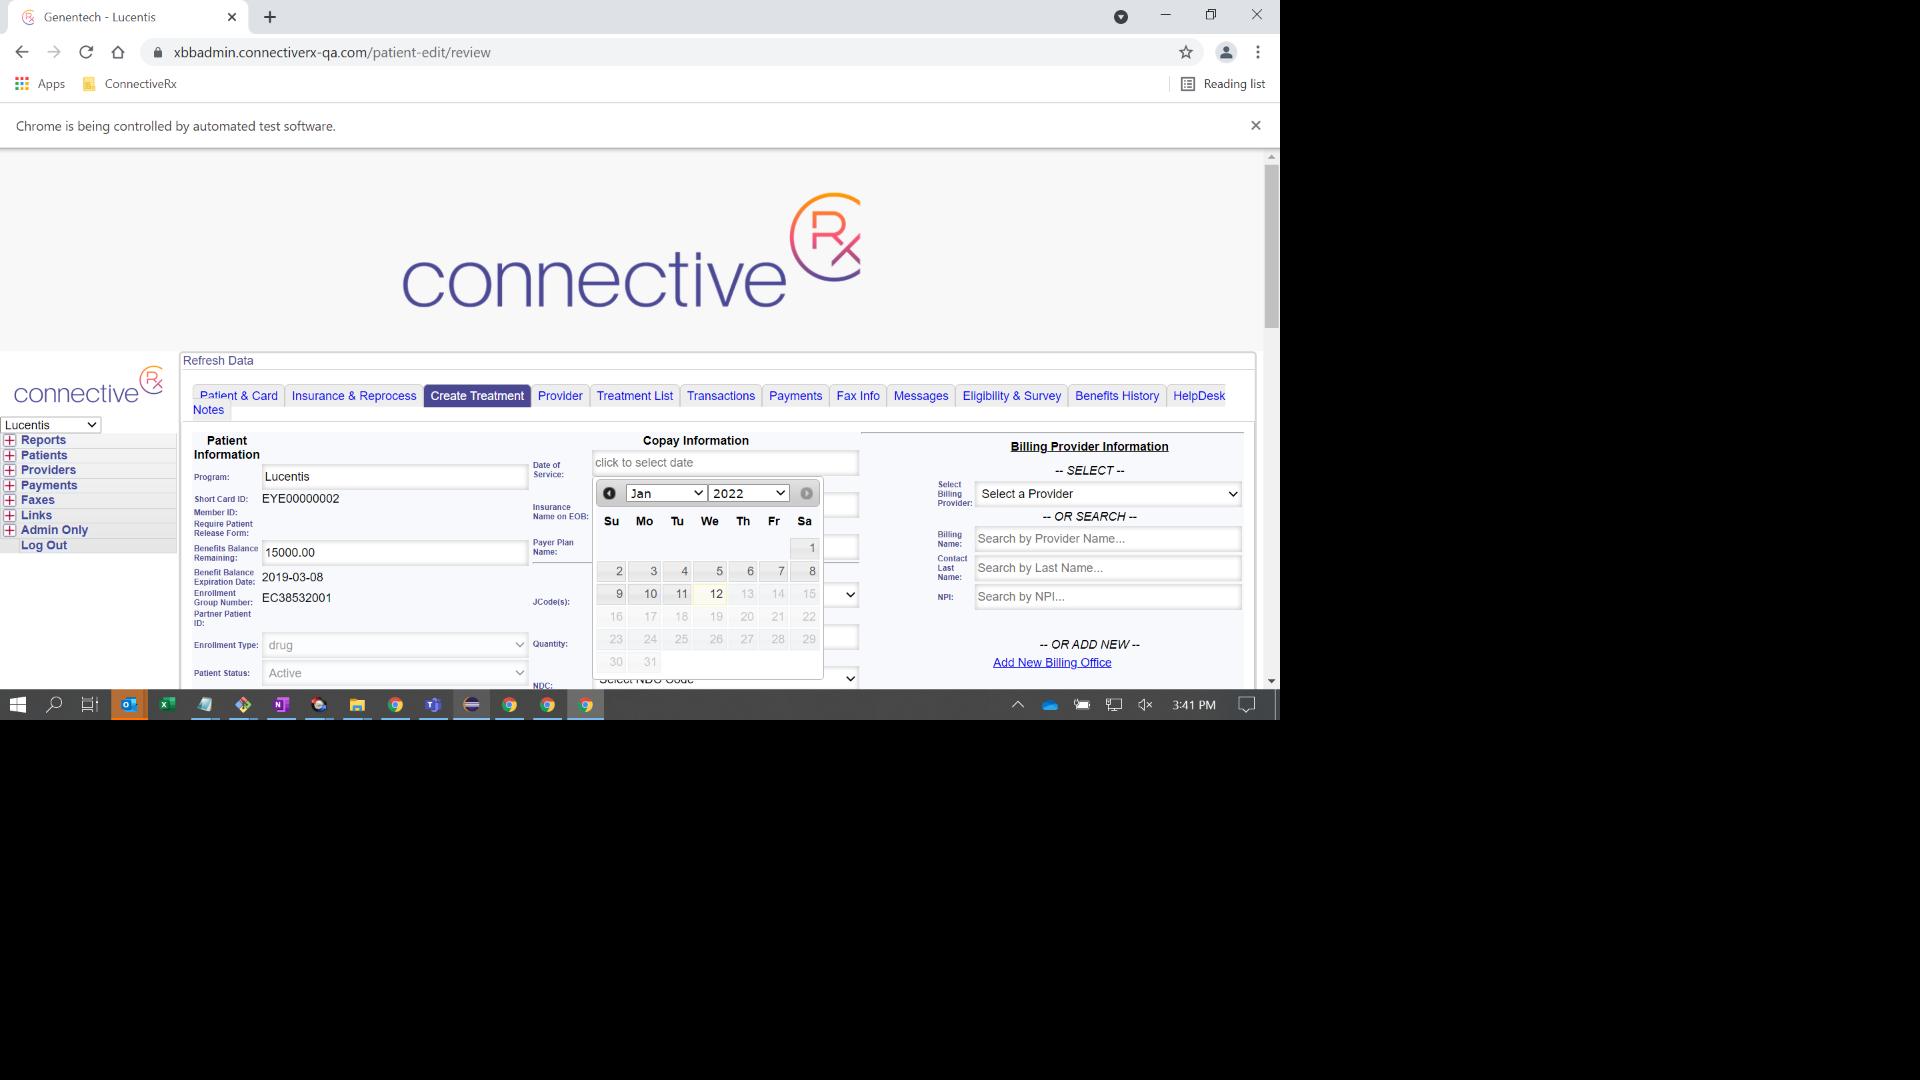 Genentech - Lucentis
xbbadmin.connectiverx-qa.com/patient-edit/review
Apps
ConnectiveRx
Reading list
Chrome is being controlled by automated test software.
connective Rx
connective Rx
Lucentis
Reports
Patients
Providers
Payments
Faxes
Links
Admin Only
Log Out
Refresh Data
Patient & Card
Insurance & Reprocess
Create Treatment
Provider
Treatment List
Transactions
Payments
Fax Info
Messages
Eligibility & Survey
Benefits History
HelpDesk
Notes
Patient
Information
Program:
Lucentis
Short Card ID:
EYE00000002
Member ID:
Require Patient
Release Form:
Benefits Balance
Remaining:
15000.00
Benefit Balance
Expiration Date:
2019-03-08
Enrollment
Group Number:
EC38532001
Partner Patient
ID:
Enrollment Type:
drug
Patient Status:
Active
Copay Information
Date of
Service:
click to select date
Insurance
Name on EOB:
Payer Plan
Name:
JCode(s):
Quantity:
NDC:
Select NDC Code
Jan 2022
Su Mo Tu We Th Fr Sa
1
2 3 4 5 6 7 8
9 10 11 12 13 14 15
16 17 18 19 20 21 22
23 24 25 26 27 28 29
30 31
Billing Provider Information
-- SELECT --
Select
Billing
Provider:
Select a Provider
-- OR SEARCH --
Billing
Name:
Search by Provider Name...
Contact
Last
Name:
Search by Last Name...
NPI:
Search by NPI...
-- OR ADD NEW --
Add New Billing Office
3:41 PM